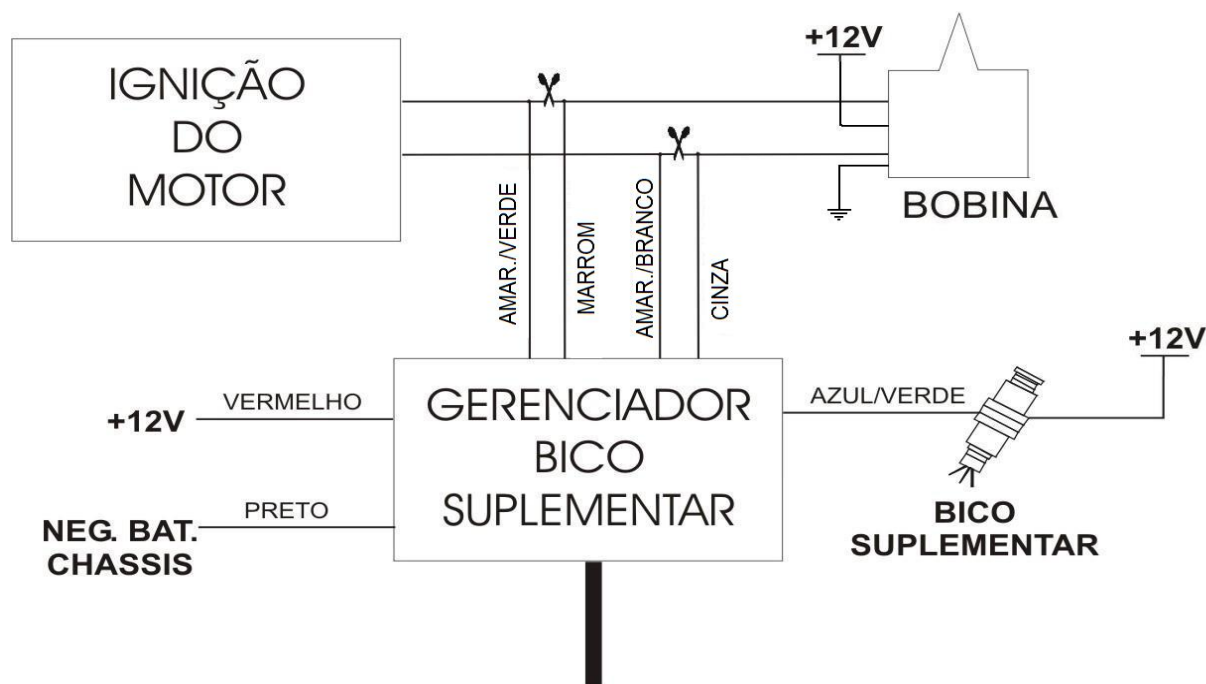 +12V
IGNIÇÃO
DO
MOTOR
BOBINA
AMAR./VERDE
MARROM
AMAR./BRANCO
CINZA
+12V
VERMELHO
+12V
GERENCIADOR
BICO
SUPLEMENTAR
AZUL/VERDE
PRETO
NEG. BAT.
CHASSIS
BICO
SUPLEMENTAR